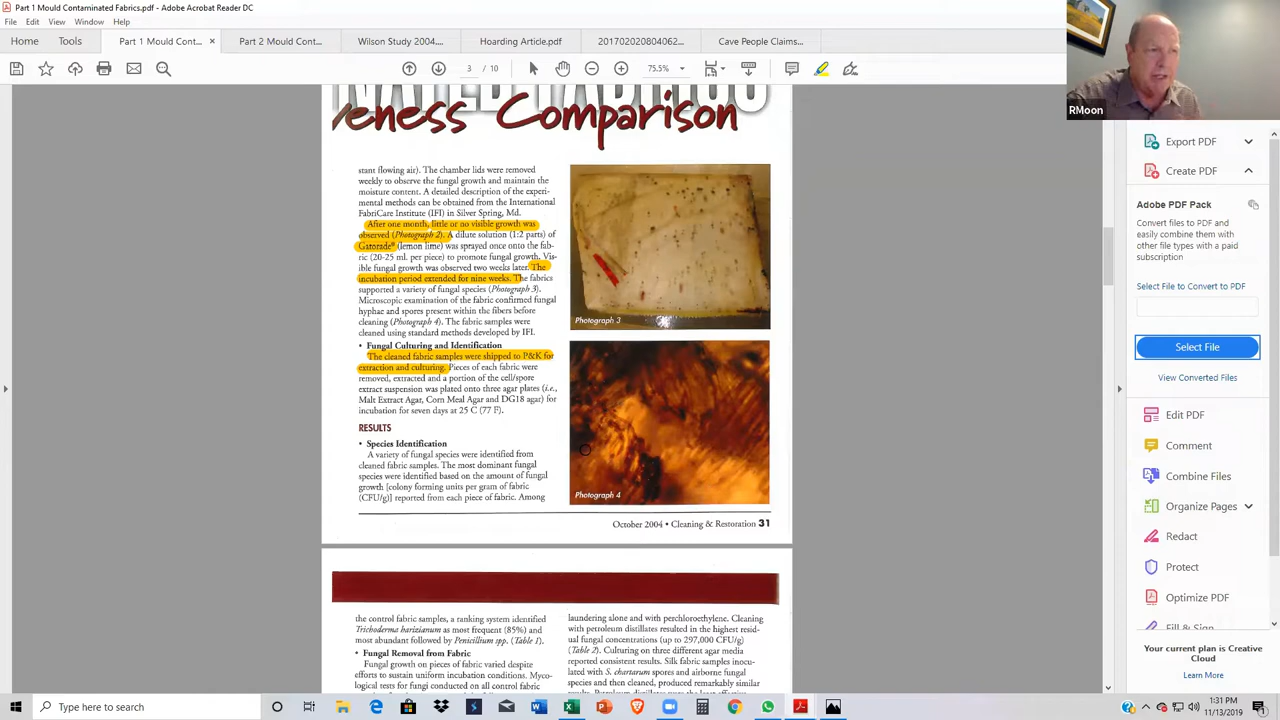 Part 1 Mould Contaminated Fabrics.pdf - Adobe Acrobat Reader DC
File Edit View Window Help
Home Tools Part 1 Mould Cont... × Part 2 Mould Cont... Wilson Study 2004.... Hoarding Article.pdf 201702020804062... Cave People Claims...
3 / 10 75.5%
RMoon
eness Comparison
stant flowing air). The chamber lids were removed
weekly to observe the fungal growth and maintain the
moisture content. A detailed description of the experi-
mental methods can be obtained from the International
FabriCare Institute (IFI) in Silver Spring, Md.
After one month, little or no visible growth was
observed (Photograph 2). A dilute solution (1:2 parts) of
Gatorade® (lemon lime) was sprayed once onto the fab-
ric (20-25 ml. per piece) to promote fungal growth. Vis-
ible fungal growth was observed two weeks later. The
incubation period extended for nine weeks. The fabrics
supported a variety of fungal species (Photograph 3).
Microscopic examination of the fabric confirmed fungal
hyphae and spores present within the fibers before
cleaning (Photograph 4). The fabric samples were
cleaned using standard methods developed by IFI.
• Fungal Culturing and Identification
The cleaned fabric samples were shipped to P&K for
extraction and culturing. Pieces of each fabric were
removed, extracted and a portion of the cell/spore
extract suspension was plated onto three agar plates (i.e.,
Malt Extract Agar, Corn Meal Agar and DG18 agar) for
incubation for seven days at 25 C (77 F).
RESULTS
• Species Identification
A variety of fungal species were identified from
cleaned fabric samples. The most dominant fungal
species were identified based on the amount of fungal
growth [colony forming units per gram of fabric
(CFU/g)] reported from each piece of fabric. Among
Photograph 3
Photograph 4
October 2004 • Cleaning & Restoration 31
the control fabric samples, a ranking system identified
Trichoderma harizianum as most frequent (85%) and
most abundant followed by Penicillium spp. (Table 1).
• Fungal Removal from Fabric
Fungal growth on pieces of fabric varied despite
efforts to sustain uniform incubation conditions. Myco-
logical tests for fungi conducted on all control fabric
laundering alone and with perchloroethylene. Cleaning
with petroleum distillates resulted in the highest resid-
ual fungal concentrations (up to 297,000 CFU/g)
(Table 2). Culturing on three different agar media
reported consistent results. Silk fabric samples inocu-
lated with S. chartarum spores and airborne fungal
species and then cleaned, produced remarkably similar
Export PDF
Create PDF
Adobe PDF Pack
Convert files to PDF and
easily combine them with
other file types with a paid
subscription
Select File to Convert to PDF
Select File
View Converted Files
Edit PDF
Comment
Combine Files
Organize Pages
Redact
Protect
Optimize PDF
Fill & Sign
Your current plan is Creative
Cloud
Learn More
Type here to search
1:31 PM
11/13/2019